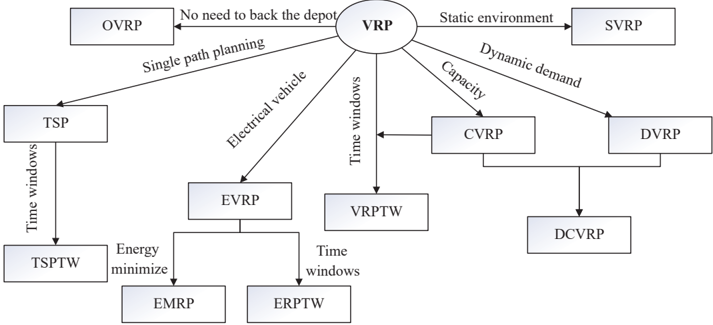 OVRP
No need to back the depot
VRP
Static environment
SVRP
Single path planning
Electrical vehicle
Time windows
Capacity
Dynamic demand
TSP
CVRP
DVRP
Time windows
EVRP
VRPTW
DCVRP
TSPTW
Energy
minimize
Time
windows
EMRP
ERPTW